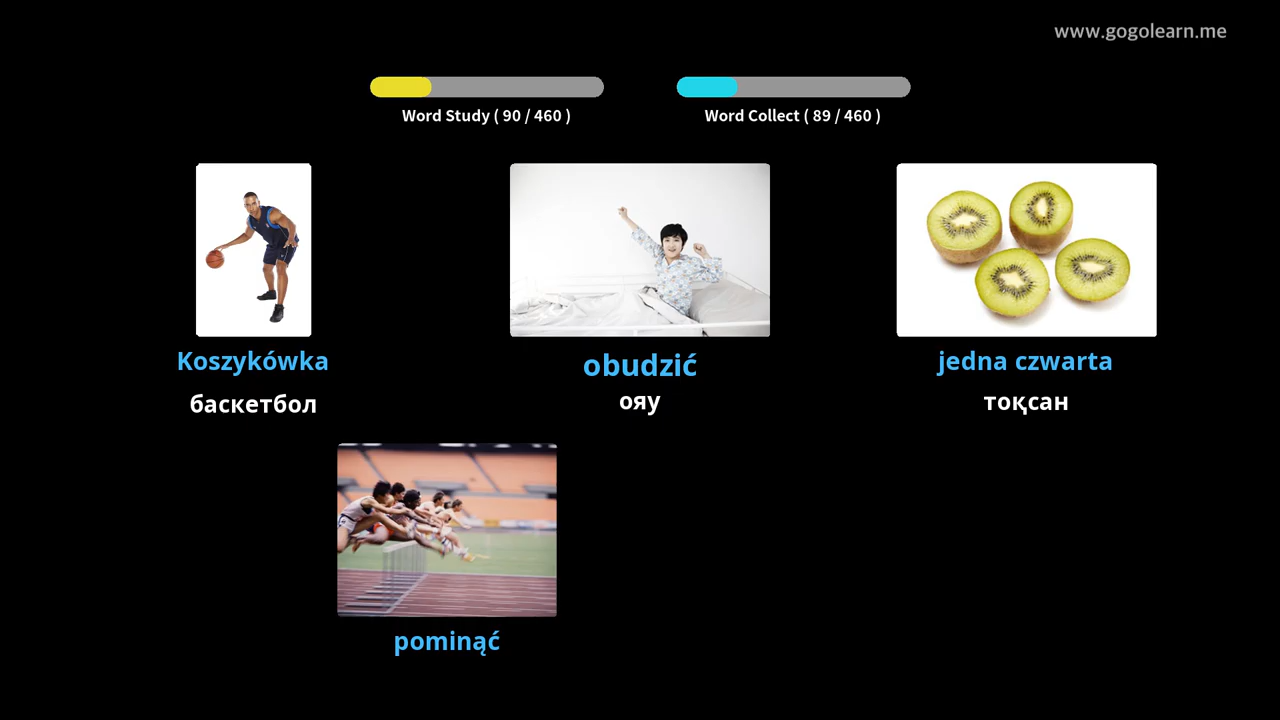 www.gogolearn.me
Word Study ( 90 / 460 )
Word Collect ( 89 / 460 )
Koszykówka
баскетбол
obudzić
ояу
jedna czwarta
тоқсан
pominąć